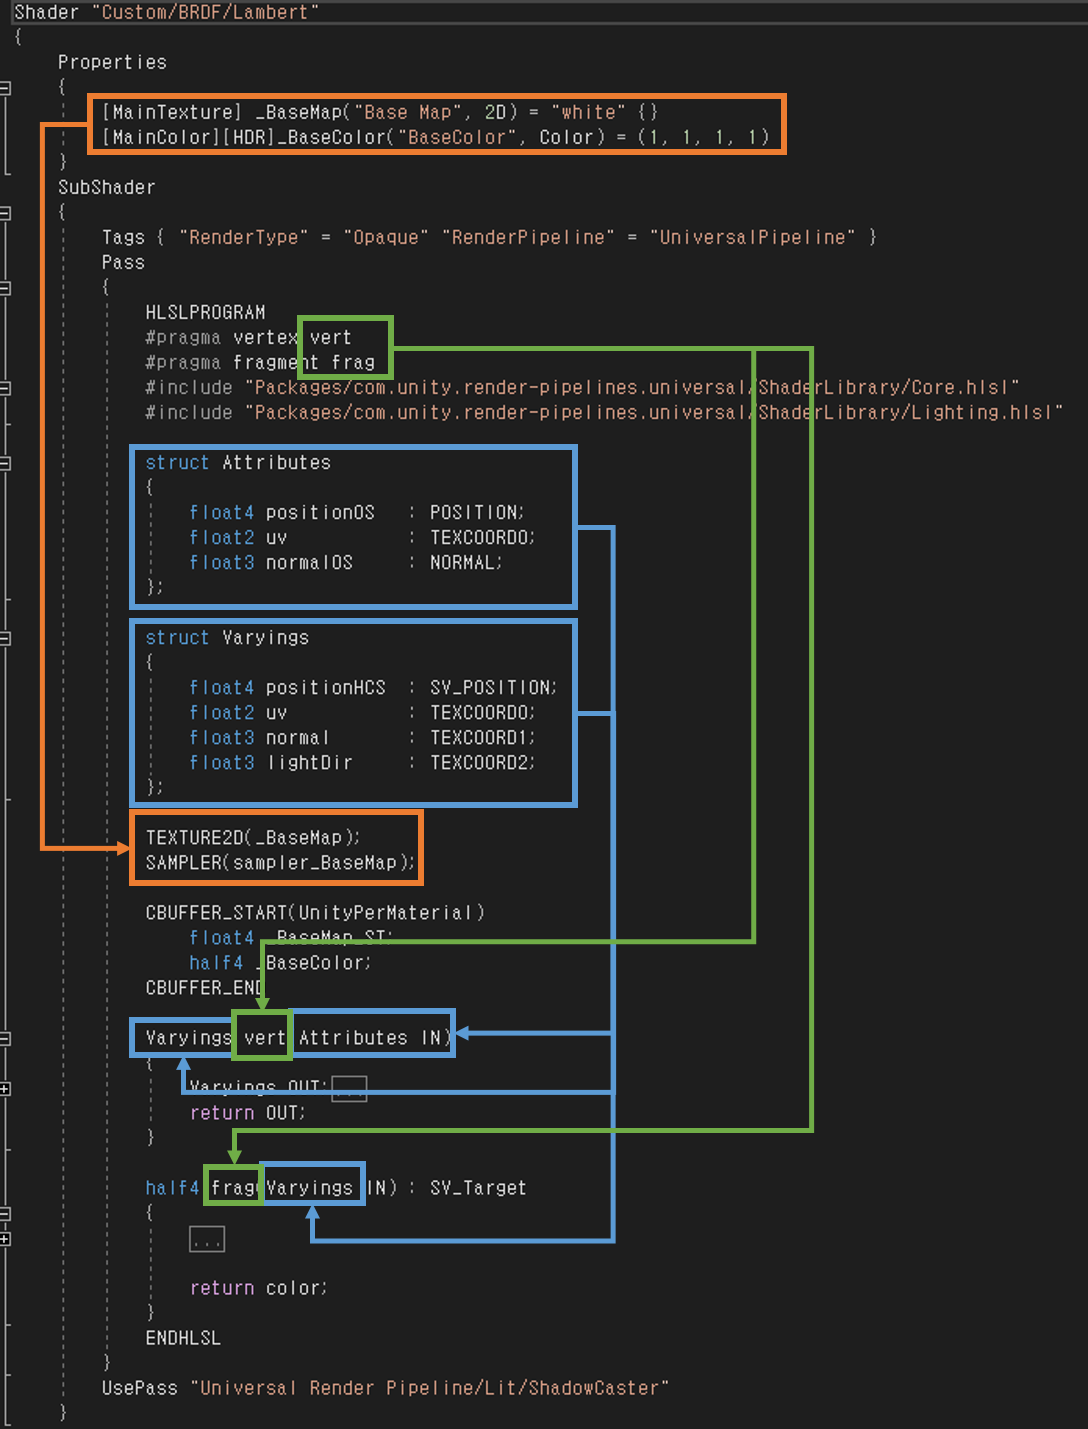 Shader "Custom/BRDF/Lambert"
{
Properties
{
[MainTexture] _BaseMap("Base Map", 2D) = "white" {}
[MainColor][HDR]_BaseColor("BaseColor", Color) = (1, 1, 1, 1)
}
SubShader
{
Tags { "RenderType" = "Opaque" "RenderPipeline" = "UniversalPipeline" }
Pass
{
HLSLPROGRAM
#pragma vertex vert
#pragma fragment frag
#include "Packages/com.unity.render-pipelines.universal/ShaderLibrary/Core.hlsl"
#include "Packages/com.unity.render-pipelines.universal/ShaderLibrary/Lighting.hlsl"
struct Attributes
{
float4 positionOS : POSITION;
float2 uv : TEXCOORD0;
float3 normalOS : NORMAL;
};
struct Varyings
{
float4 positionHCS : SV_POSITION;
float2 uv : TEXCOORD0;
float3 normal : TEXCOORD1;
float3 lightDir : TEXCOORD2;
};
TEXTURE2D(_BaseMap);
SAMPLER(sampler_BaseMap);
CBUFFER_START(UnityPerMaterial)
float4 _BaseMap_ST;
half4 _BaseColor;
CBUFFER_END
Varyings vert(Attributes IN)
{
Varyings OUT;...
return OUT;
}
half4 frag(Varyings IN) : SV_Target
{
...
return color;
}
ENDHLSL
}
UsePass "Universal Render Pipeline/Lit/ShadowCaster"
}